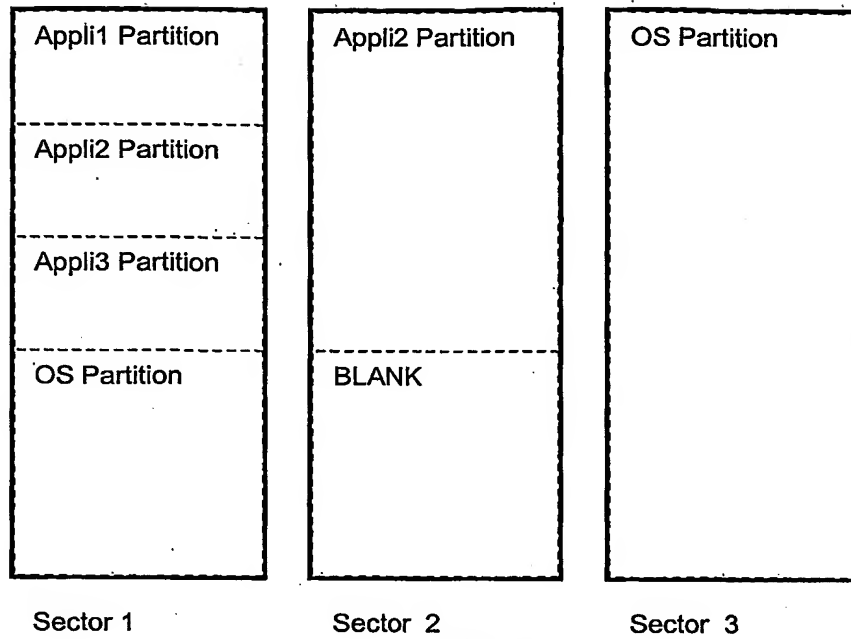 Appli1 Partition
Appli2 Partition
Appli3 Partition
OS Partition
Sector 1
Appli2 Partition
BLANK
Sector 2
OS Partition
Sector 3